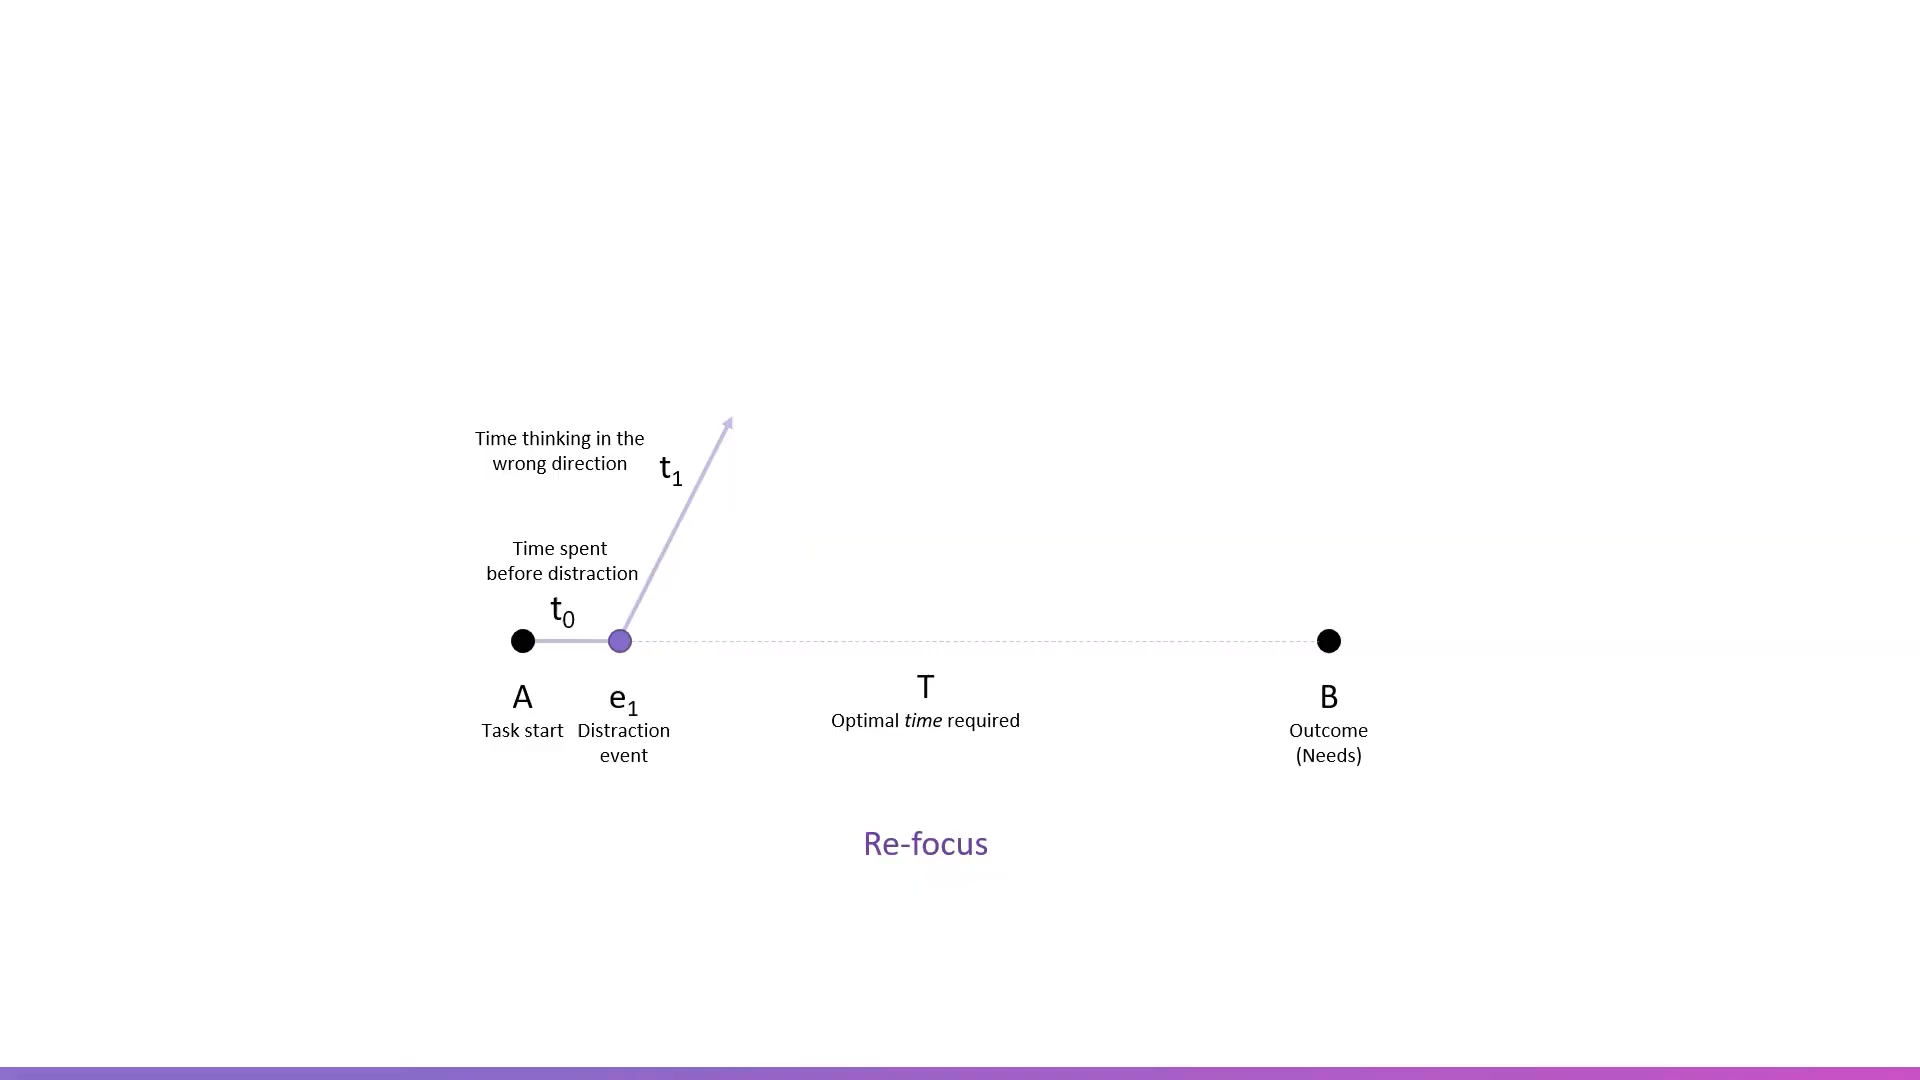 Time thinking in the
wrong direction
t1
Time spent
before distraction
t0
A
Task start
e1
Distraction
event
T
Optimal time required
B
Outcome
(Needs)
Re-focus